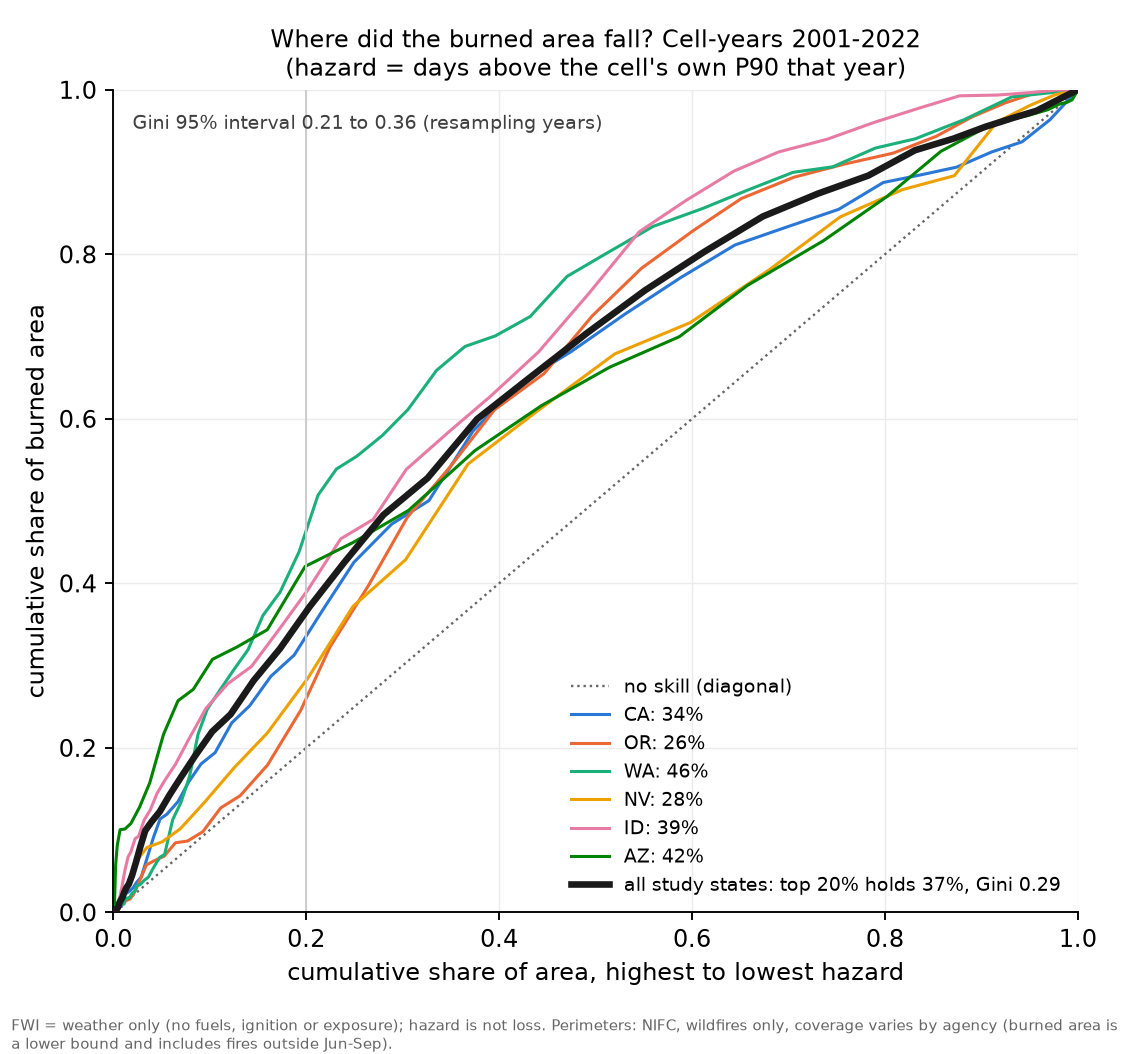 Where did the burned area fall? Cell-years 2001-2022
(hazard = days above the cell's own P90 that year)
1.0
Gini 95% interval 0.21 to 0.36 (resampling years)
0.8
0.6
0.4
0.2
0.0
cumulative share of burned area
no skill (diagonal)
CA: 34%
OR: 26%
WA: 46%
NV: 28%
ID: 39%
AZ: 42%
all study states: top 20% holds 37%, Gini 0.29
0.0 0.2 0.4 0.6 0.8 1.0
cumulative share of area, highest to lowest hazard
FWI = weather only (no fuels, ignition or exposure); hazard is not loss. Perimeters: NIFC, wildfires only, coverage varies by agency (burned area is
a lower bound and includes fires outside Jun-Sep).